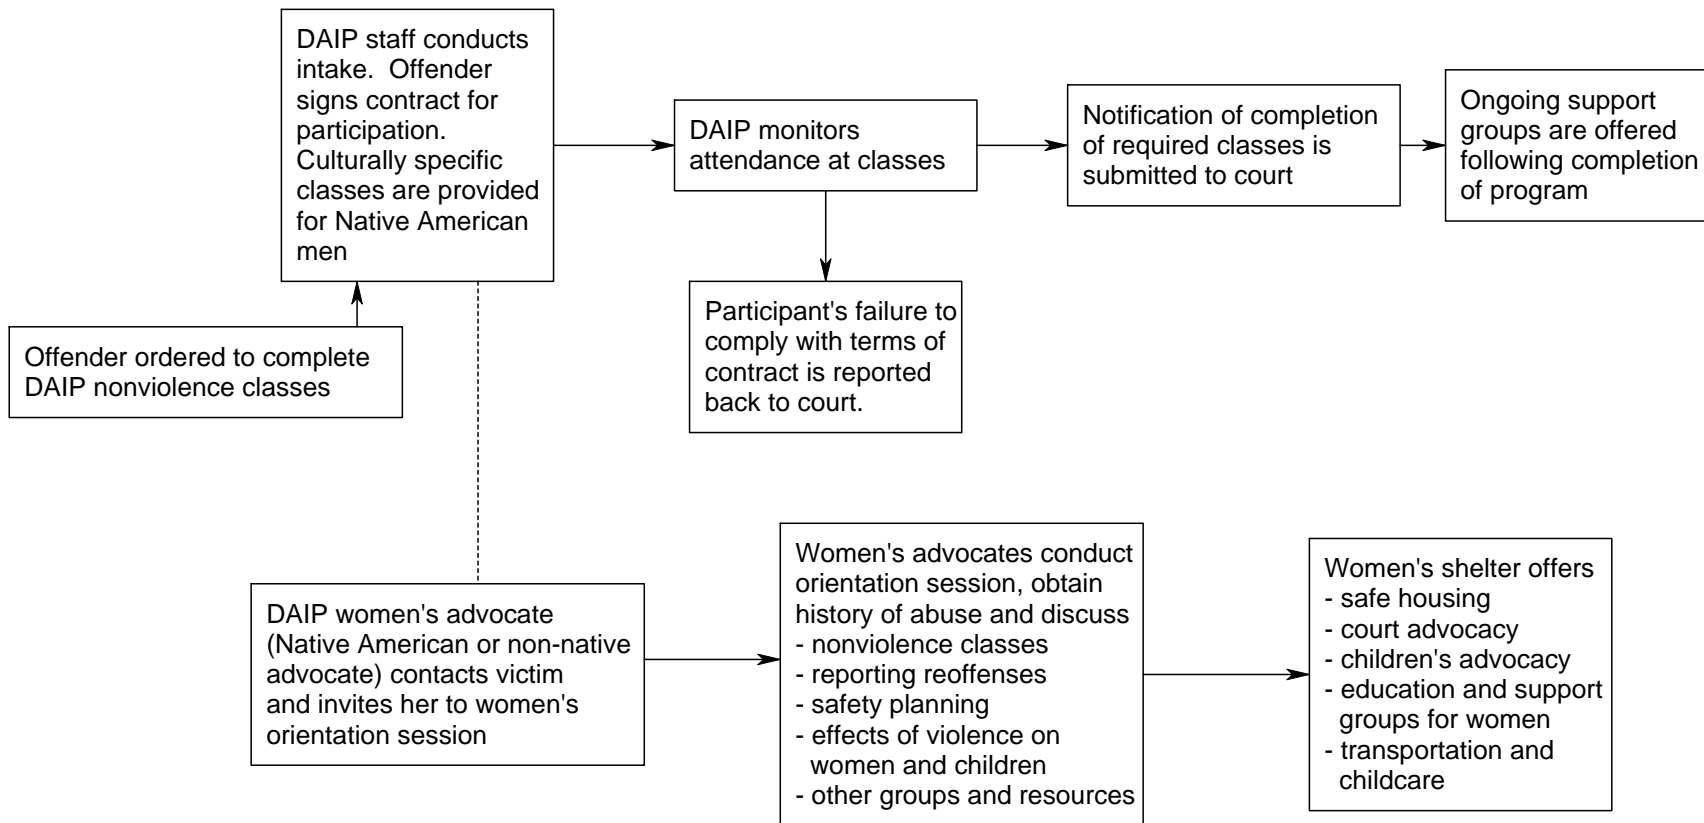 DAIP staff conducts
intake.  Offender
signs contract for
participation.
Culturally specific
classes are provided
for Native American
men
DAIP monitors
attendance at classes
Notification of completion
of required classes is
submitted to court
Ongoing support
groups are offered
following completion
of program
Participant's failure to
comply with terms of
contract is reported
back to court.
Offender ordered to complete
DAIP nonviolence classes
DAIP women's advocate
(Native American or non-native
advocate) contacts victim
and invites her to women's
orientation session
Women's advocates conduct
orientation session, obtain
history of abuse and discuss
- nonviolence classes
- reporting reoffenses
- safety planning
- effects of violence on
women and children
- other groups and resources
Women's shelter offers
- safe housing
- court advocacy
- children's advocacy
- education and support
groups for women
- transportation and
childcare